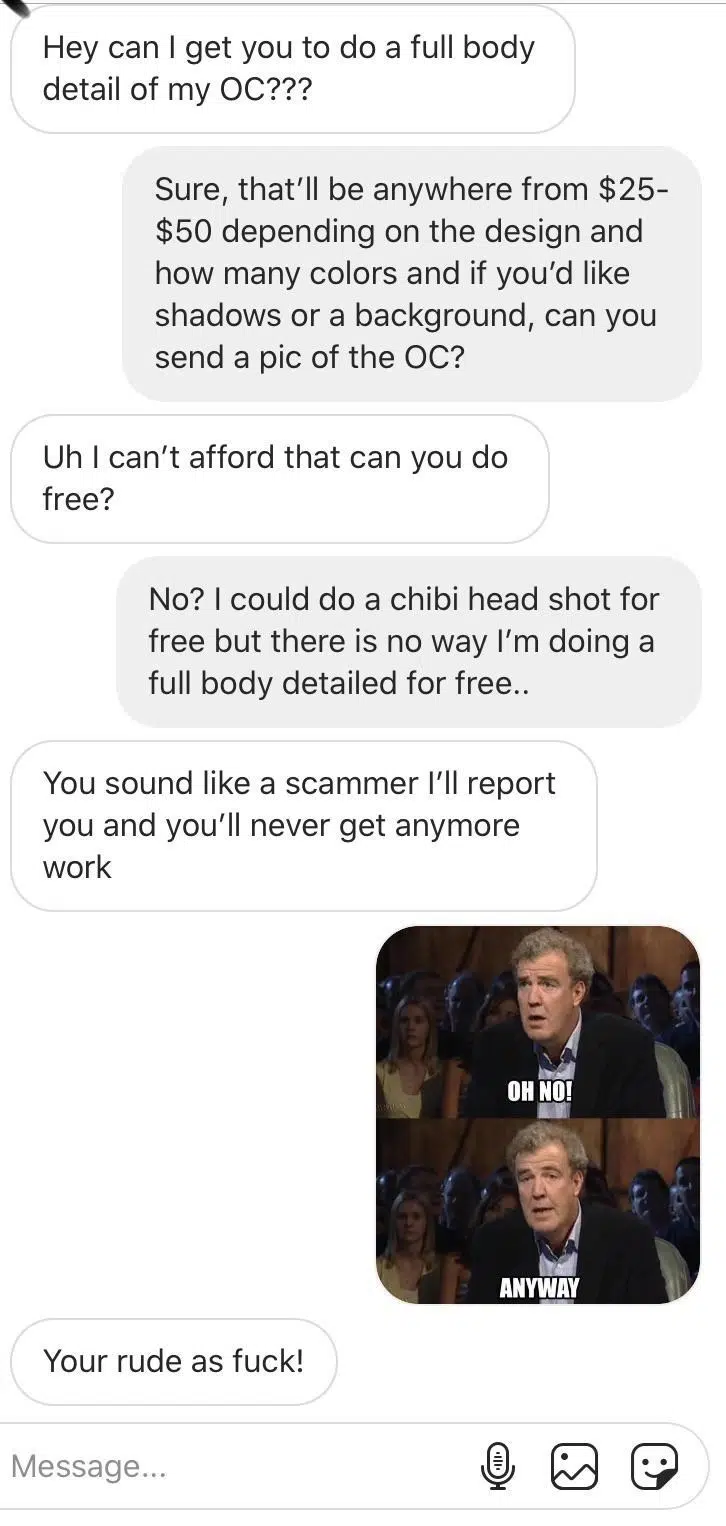 Hey can I get you to do a full body
detail of my OC???
Sure, that’ll be anywhere from $25-
$50 depending on the design and
how many colors and if you’d like
shadows or a background, can you
send a pic of the OC?
Uh I can’t afford that can you do
free?
No? I could do a chibi head shot for
free but there is no way I’m doing a
full body detailed for free..
You sound like a scammer I’ll report
you and you’ll never get anymore
work
OH NO!
ANYWAY
Your rude as fuck!
Message...